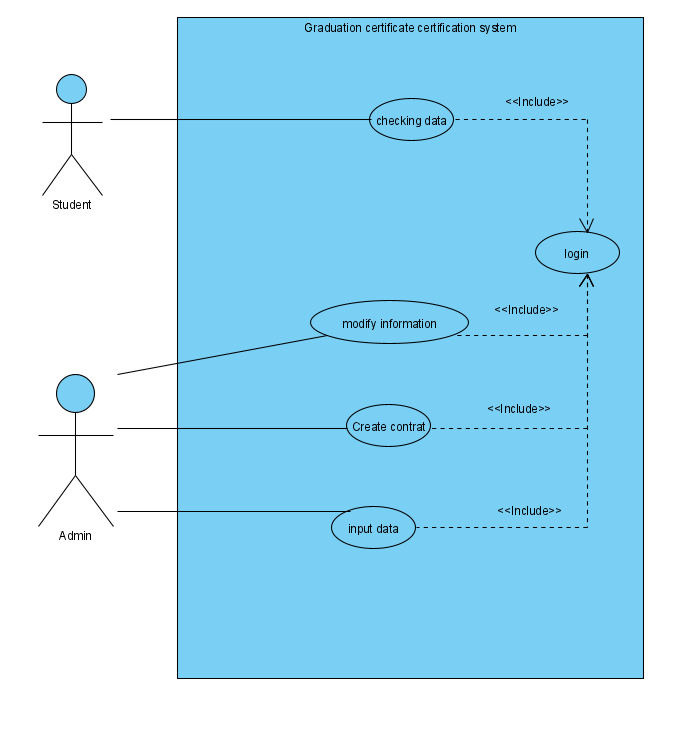 Graduation certificate certification system
<<Include>>
checking data
Student
login
<<Include>>
modify information
<<Include>>
Create contrat
<<Include>>
input data
Admin